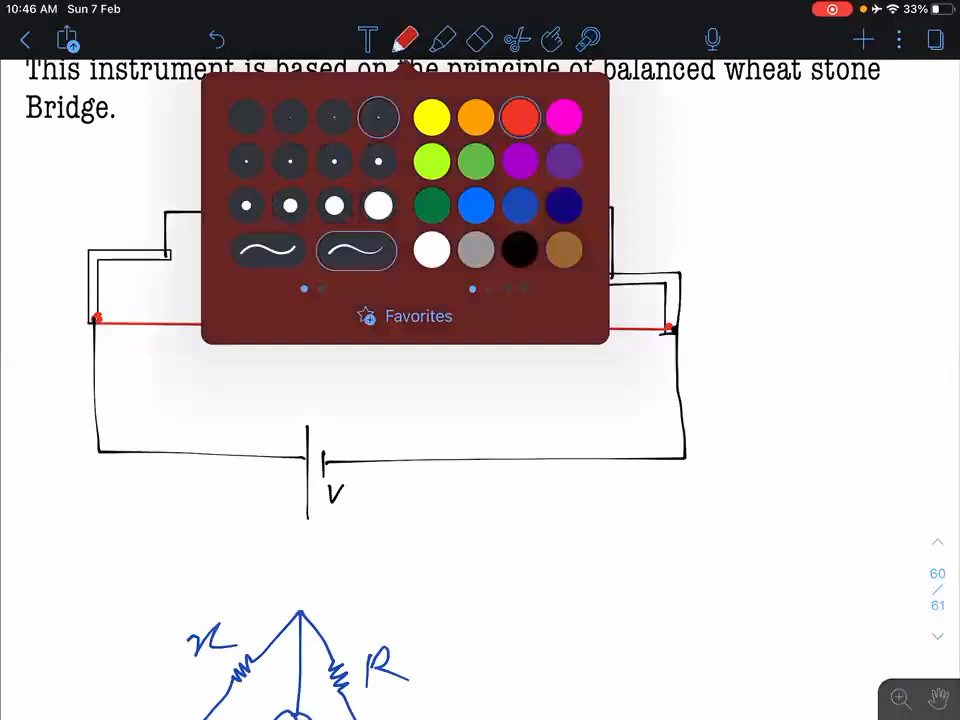 10:46 AM Sun 7 Feb
33%
T
This instrument is based on the principle of balanced wheat stone
Bridge.
Favorites
V
60
/
61
x
R